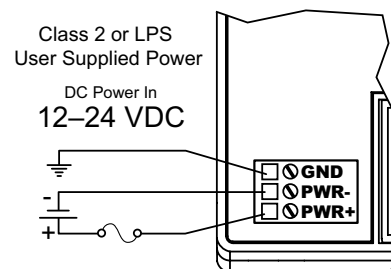 Class 2 or LPS
User Supplied Power
DC Power In
12–24 VDC
GND
-
PWR-
PWR+
+